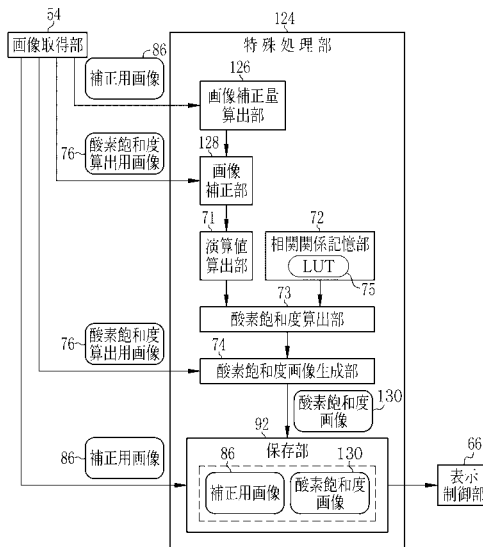 54
画像取得部
124
特殊処理部
86
補正用画像
126
画像補正量
算出部
酸素飽和度
算出用画像
76
128
画像
補正部
71
演算値
算出部
72
相関関係記憶部
LUT
75
73
酸素飽和度算出部
酸素飽和度
算出用画像
76
74
酸素飽和度画像生成部
酸素飽和度
画像
130
92
保存部
86
補正用画像
86
補正用画像
130
酸素飽和度
画像
66
表示
制御部